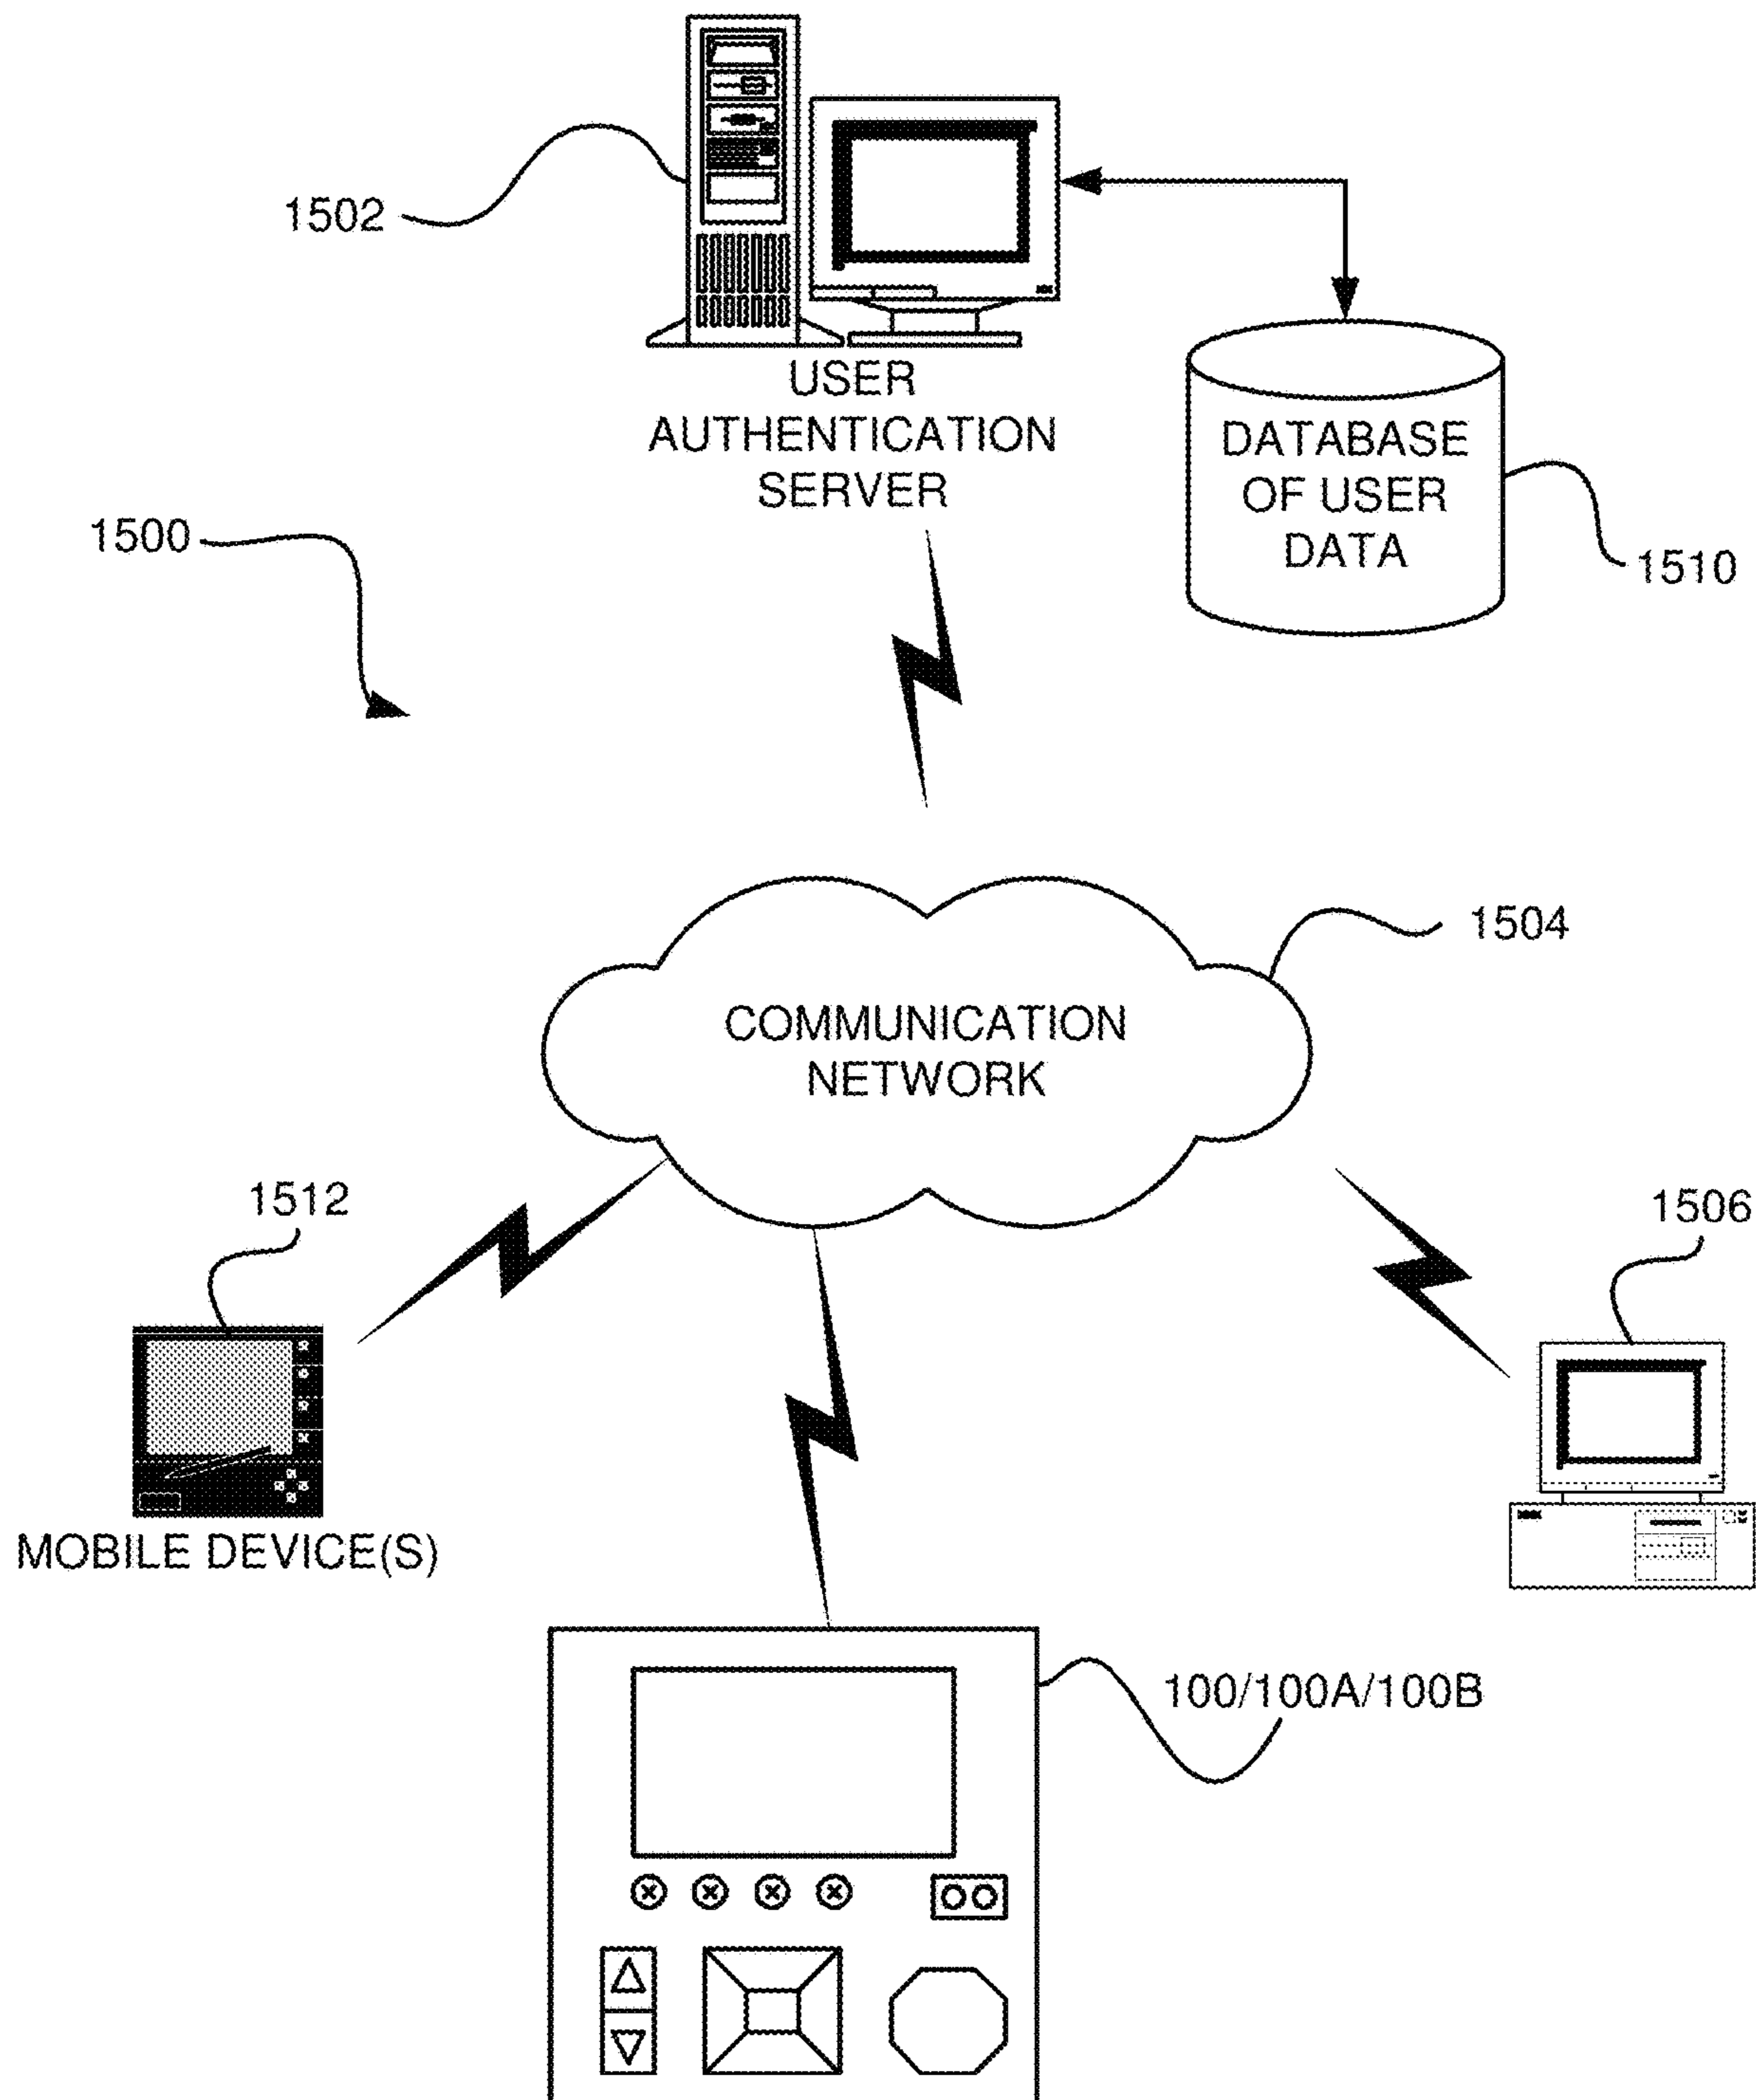 1502
USER
AUTHENTICATION
SERVER
DATABASE
OF USER
DATA
1500
1510
1504
COMMUNICATION
NETWORK
1512
1506
MOBILE DEVICE(S)
100/100A/100B